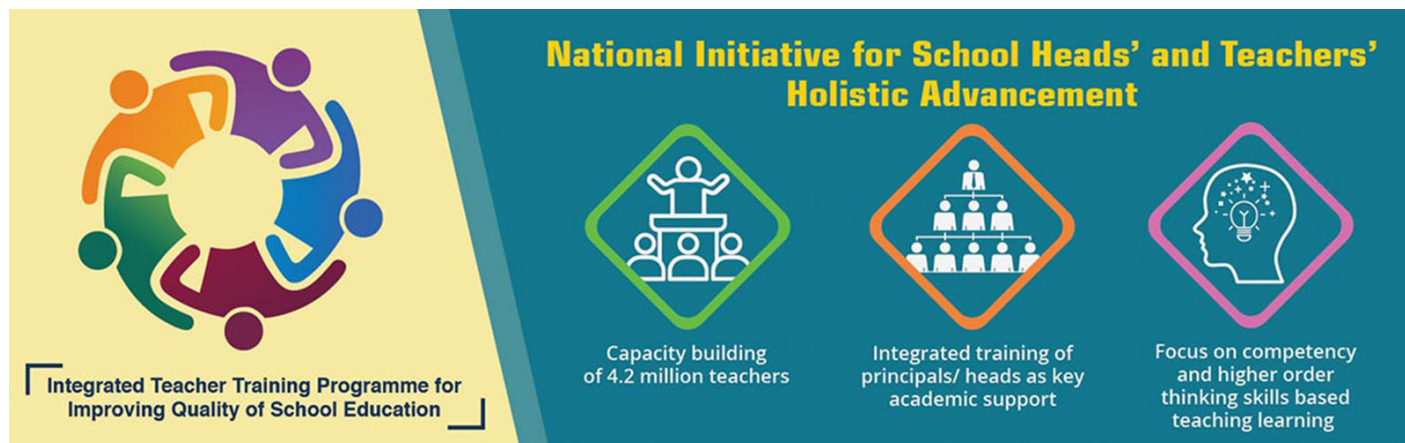 National Initiative for School Heads’ and Teachers’
Holistic Advancement
Integrated Teacher Training Programme for
Improving Quality of School Education
Capacity building
of 4.2 million teachers
Integrated training of
principals/ heads as key
academic support
Focus on competency
and higher order
thinking skills based
teaching learning